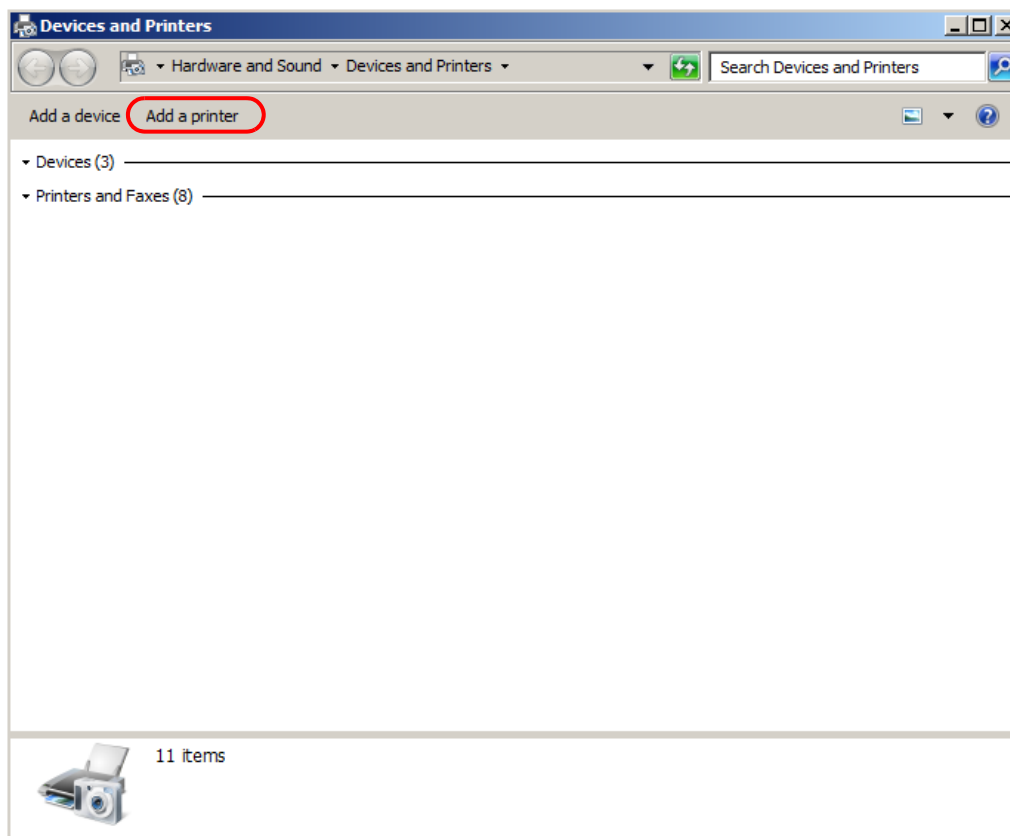 Devices and Printers
Hardware and Sound Devices and Printers Search Devices and Printers
Add a device Add a printer
Devices (3)
Printers and Faxes (8)
11 items